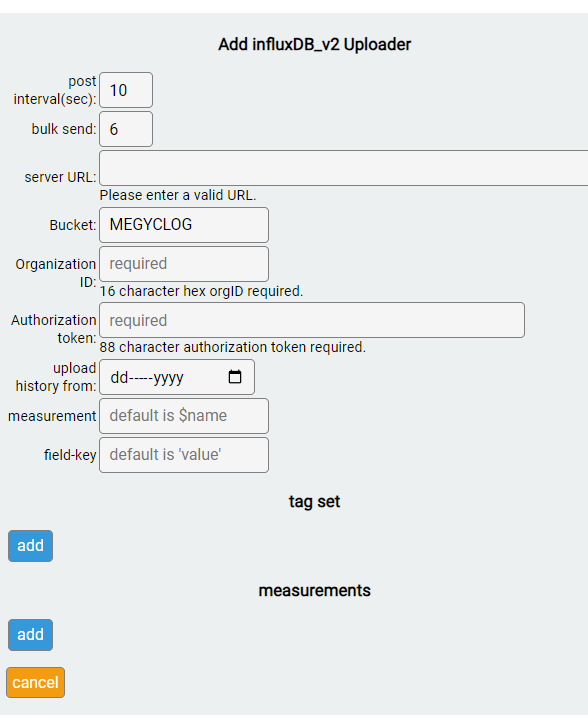 Add influxDB_v2 Uploader
post
interval(sec): 10
bulk send: 6
server URL:
Please enter a valid URL.
Bucket: MEGYCLOG
Organization
ID: required
16 character hex orgID required.
Authorization
token: required
88 character authorization token required.
upload
history from: dd-----yyyy
measurement default is $name
field-key default is 'value'
tag set
add
measurements
add
cancel